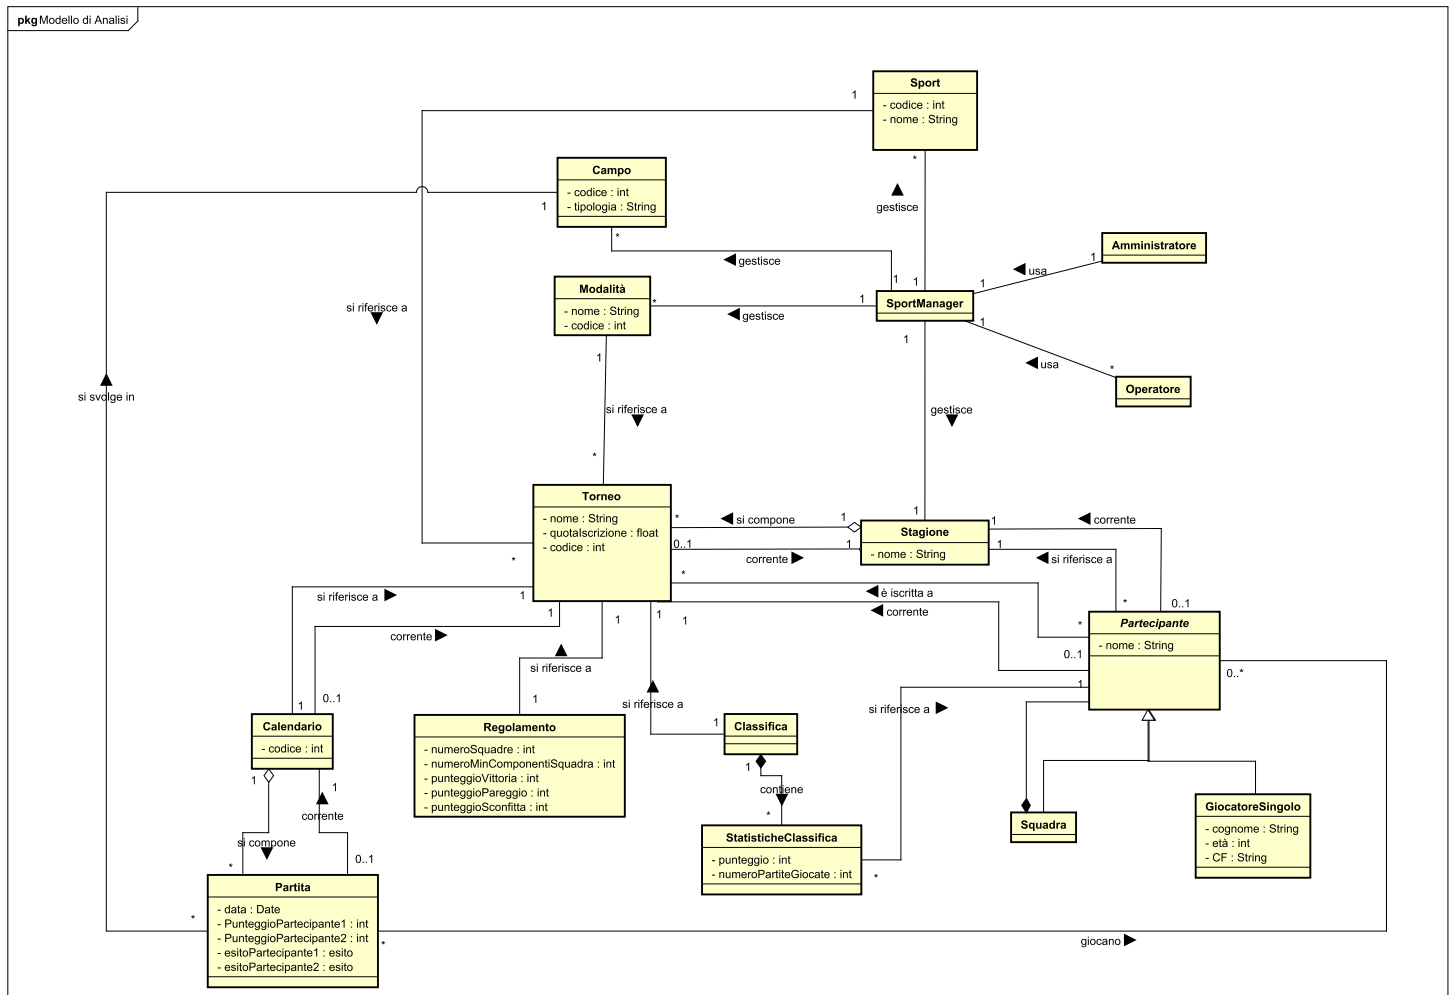 pkg Modello di Analisi
Sport
- codice : int
- nome : String
1
*
gestisce
Campo
- codice : int
- tipologia : String
1
*
gestisce
Amministratore
1
usa
1
Modalità
- nome : String
- codice : int
*
1
gestisce
1
1
SportManager
1
1
usa
*
Operatore
si riferisce a
1
si riferisce a
*
gestisce
1
si svolge in
Torneo
- nome : String
- quotaIscrizione : float
- codice : int
*
*
si compone
1
0..1
corrente
1
Stagione
- nome : String
1
corrente
1
si riferisce a
*
0..1
*
è iscritta a
*
corrente
0..1
1
Partecipante
- nome : String
0..*
1
si riferisce a
1
1
corrente
1
0..1
1
si riferisce a
1
1
si riferisce a
1
si riferisce a
Calendario
- codice : int
Regolamento
- numeroSquadre : int
- numeroMinComponentiSquadra : int
- punteggioVittoria : int
- punteggioPareggio : int
- punteggioSconfitta : int
Classifica
1
contiene
*
1
si compone
*
1
corrente
0..1
StatisticheClassifica
- punteggio : int
- numeroPartiteGiocate : int
*
Squadra
GiocatoreSingolo
- cognome : String
- età : int
- CF : String
Partita
- data : Date
- PunteggioPartecipante1 : int
- PunteggioPartecipante2 : int
- esitoPartecipante1 : esito
- esitoPartecipante2 : esito
*
*
giocano